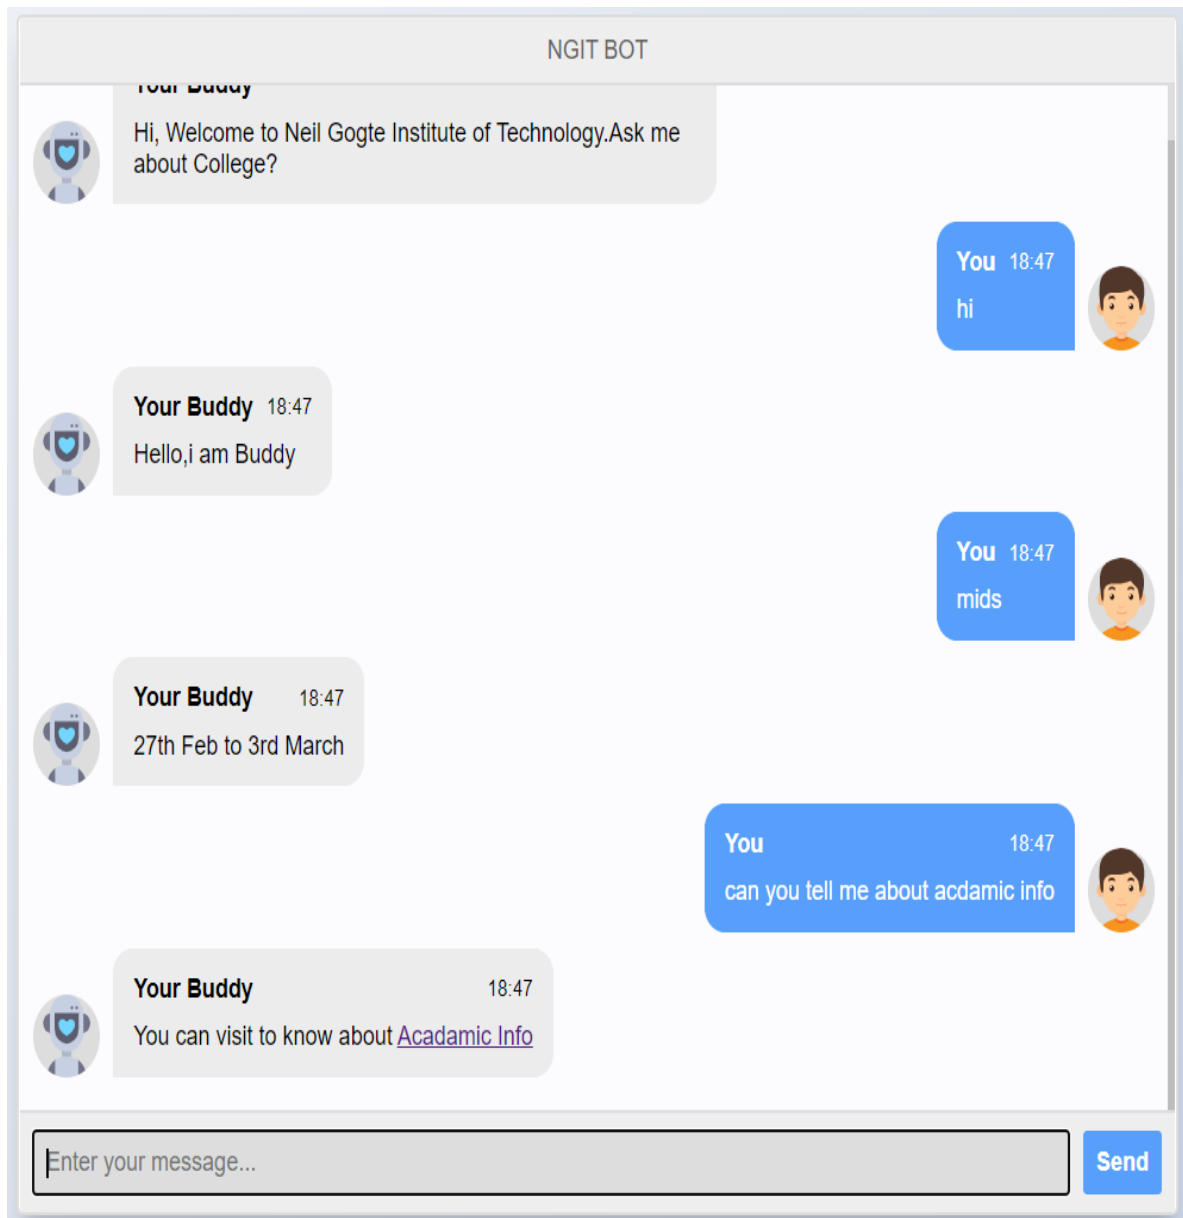 NGIT BOT
Your Buddy
Hi, Welcome to Neil Gogte Institute of Technology.Ask me
about College?
You 18:47
hi
Your Buddy 18:47
Hello,i am Buddy
You 18:47
mids
Your Buddy 18:47
27th Feb to 3rd March
You 18:47
can you tell me about acdamic info
Your Buddy 18:47
You can visit to know about Acadamic Info
Enter your message...
Send